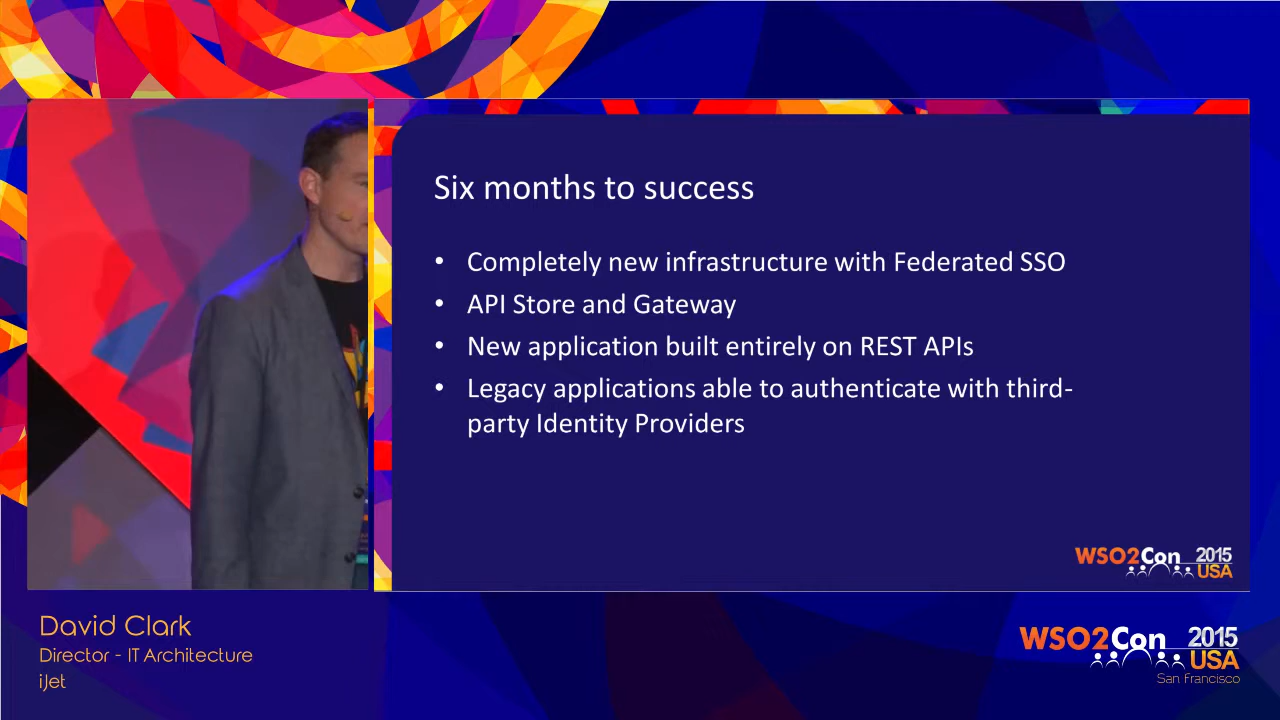 Six months to success
• Completely new infrastructure with Federated SSO
• API Store and Gateway
• New application built entirely on REST APIs
• Legacy applications able to authenticate with third-
party Identity Providers
WSO2Con 2015
USA
David Clark
Director - IT Architecture
iJet
WSO2Con 2015
USA
San Francisco